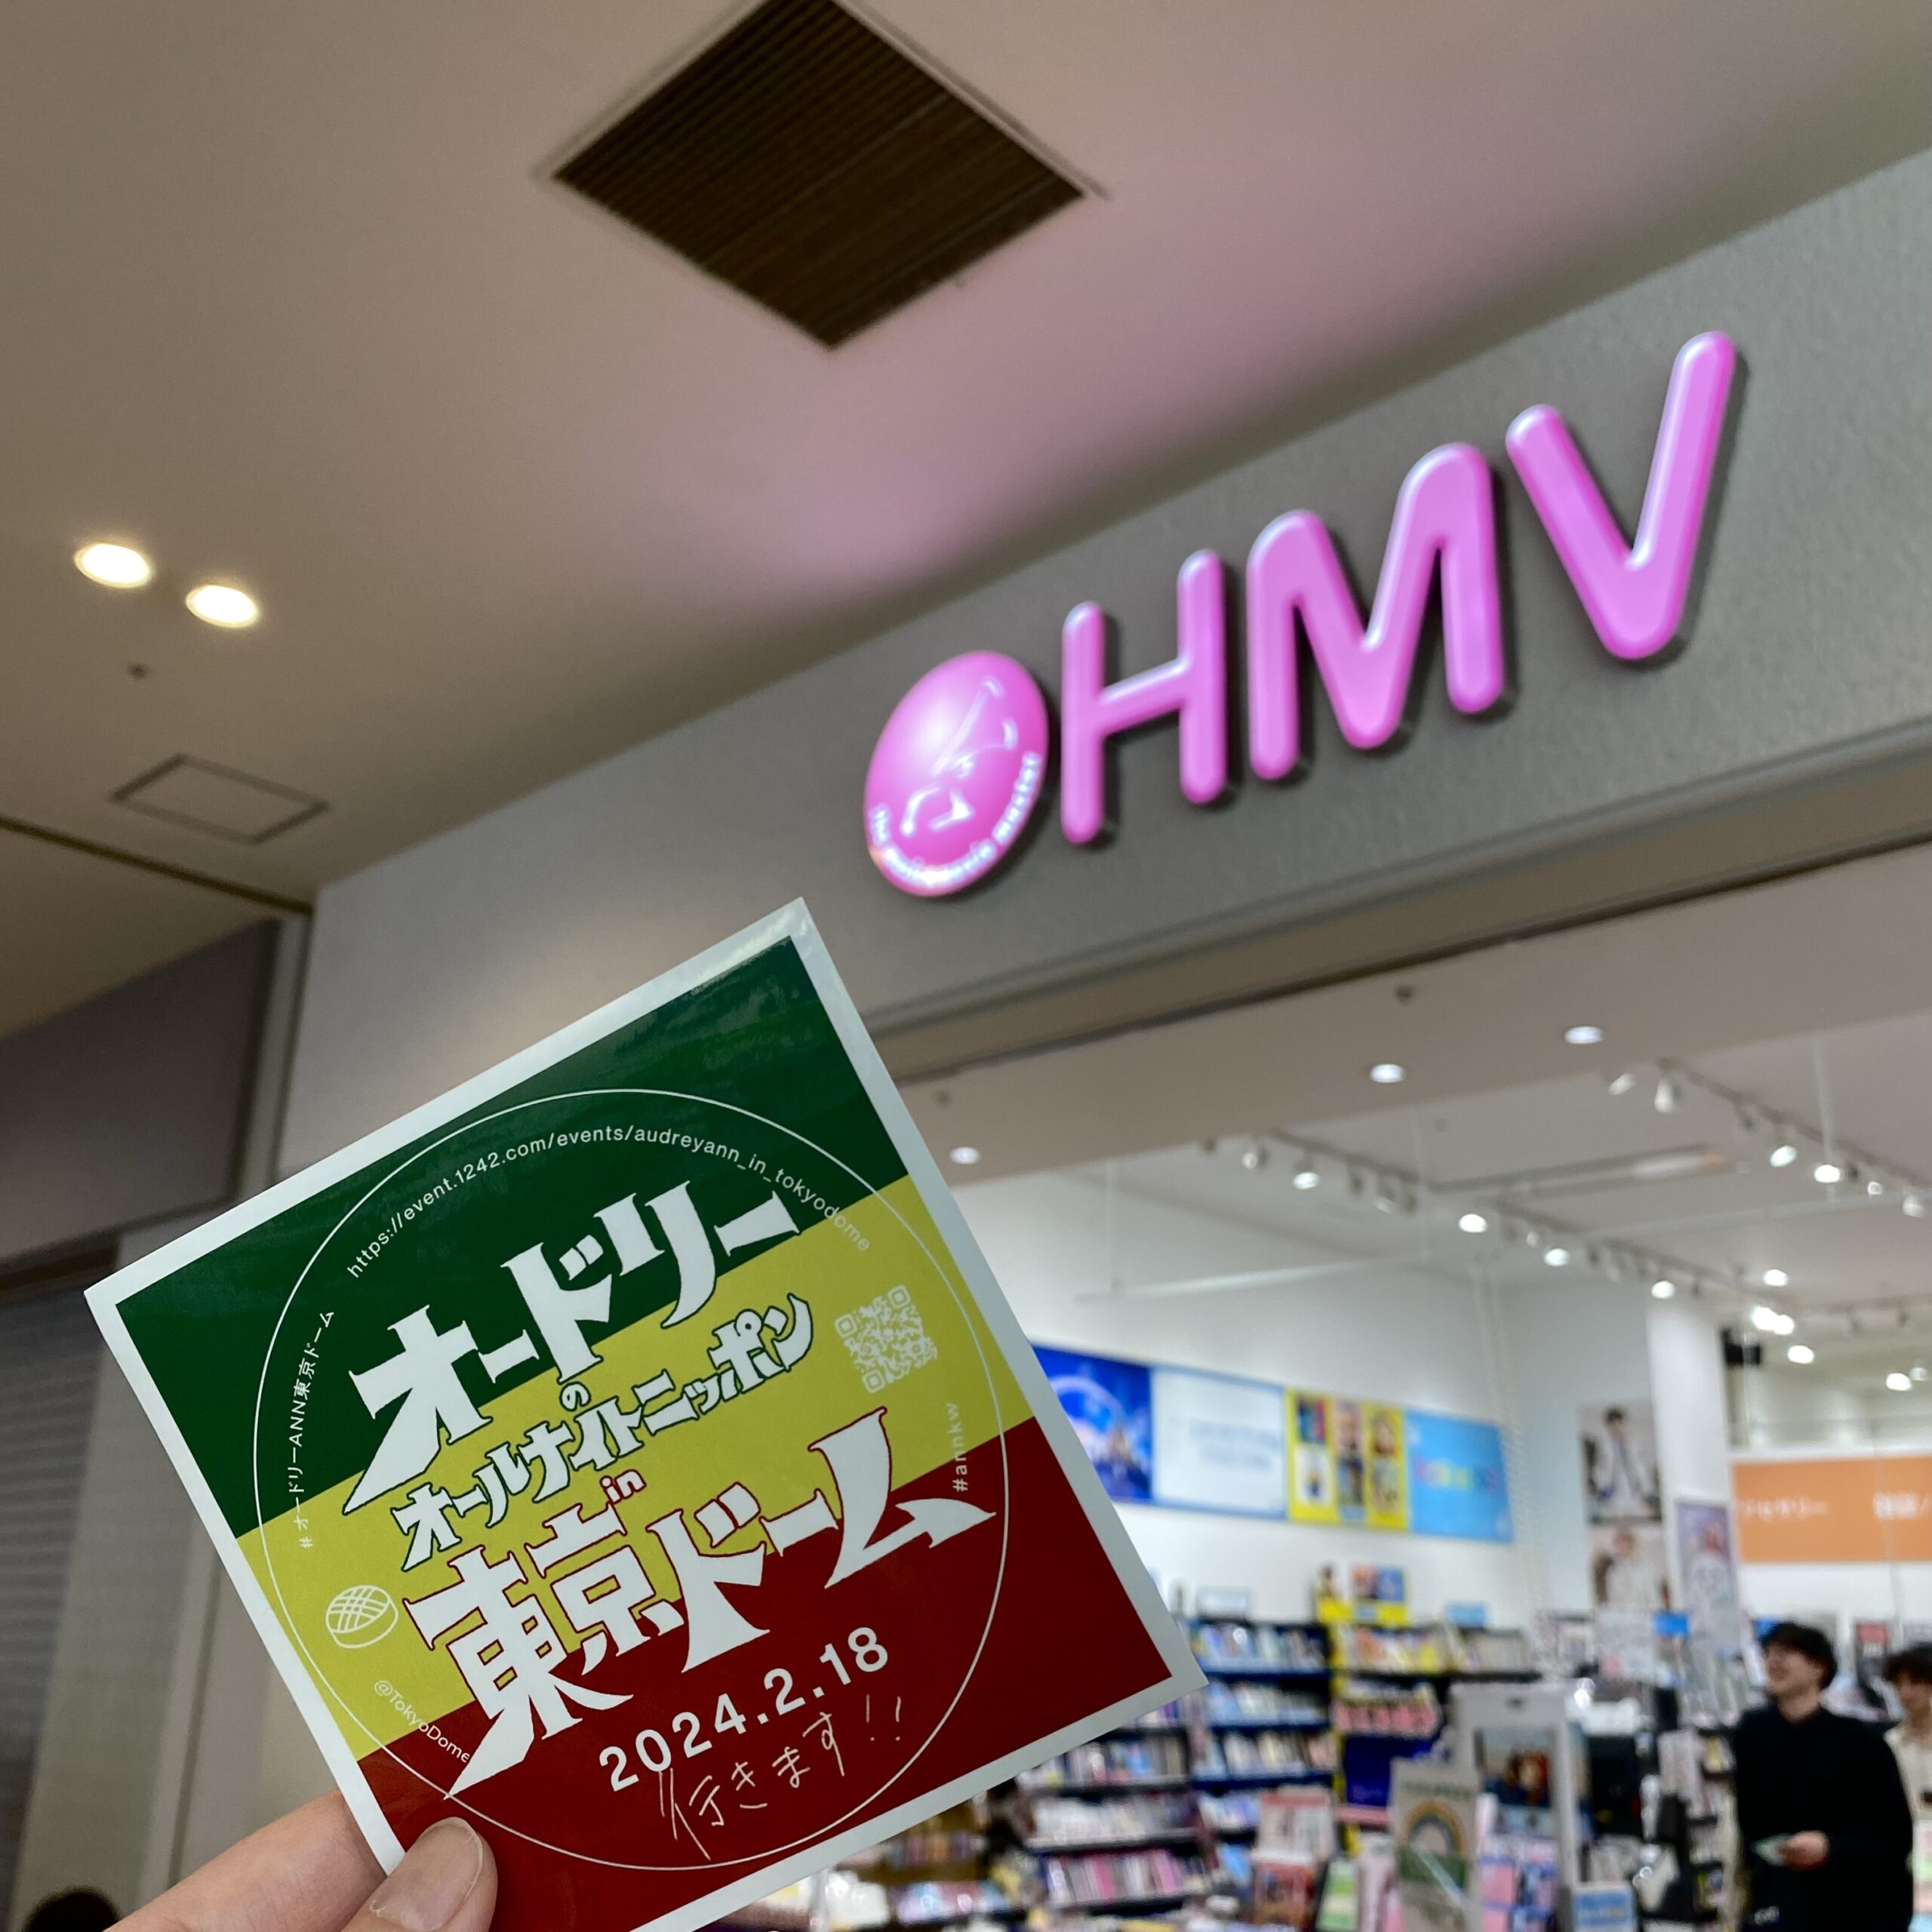 HMV
https://event.1242.com/events/audreyann_in_tokyodome
#オードリーANN東京ドーム
オードリー
の
オールナイトニッポン
in
東京ドーム
#annkw
@TokyoDome
2024.2.18
行きます!!